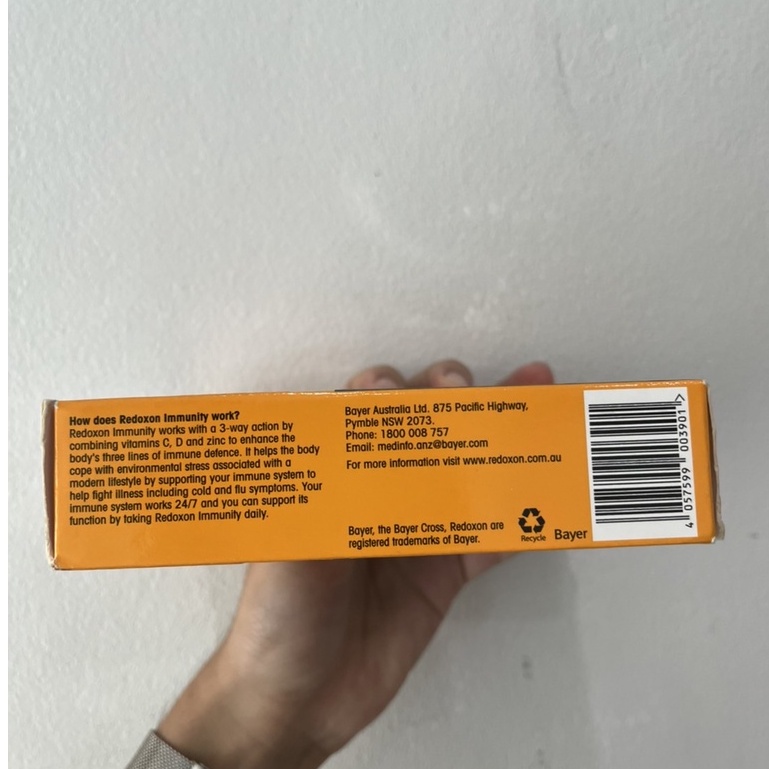 How does Redoxon Immunity work?
Redoxon Immunity works with a 3-way action by
combining vitamins C, D and zinc to enhance the
body's three lines of immune defence. It helps the body
cope with environmental stress associated with a
modern lifestyle by supporting your immune system to
help fight illness including cold and flu symptoms. Your
immune system works 24/7 and you can support its
function by taking Redoxon Immunity daily.
Bayer Australia Ltd. 875 Pacific Highway,
Pymble NSW 2073.
Phone: 1800 008 757
Email: medinfo.anz@bayer.com
For more information visit www.redoxon.com.au
Bayer, the Bayer Cross, Redoxon are
registered trademarks of Bayer.
Recycle
Bayer
4 057599 003901 >